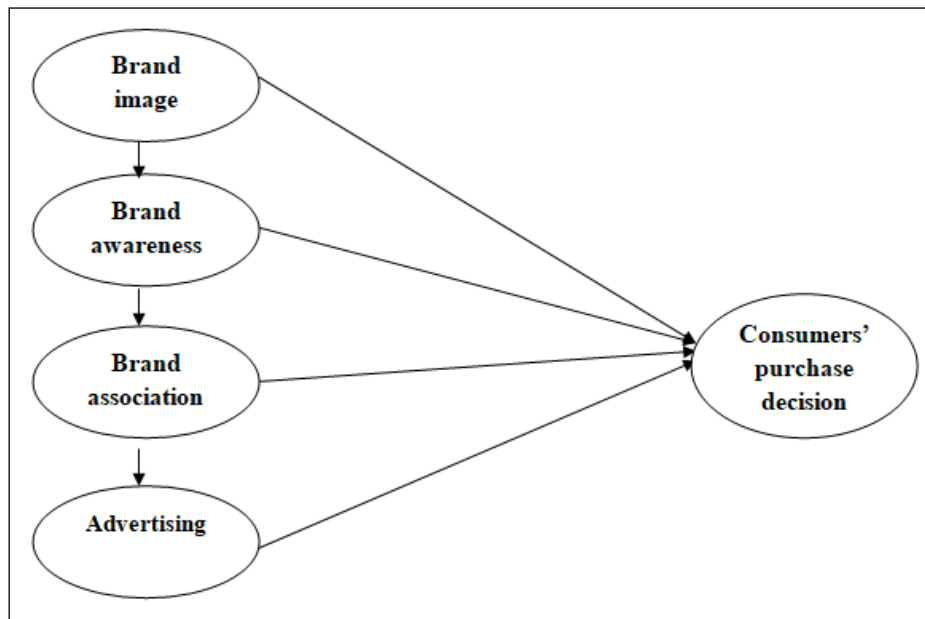 Brand
image
Brand
awareness
Brand
association
Advertising
Consumers’
purchase
decision